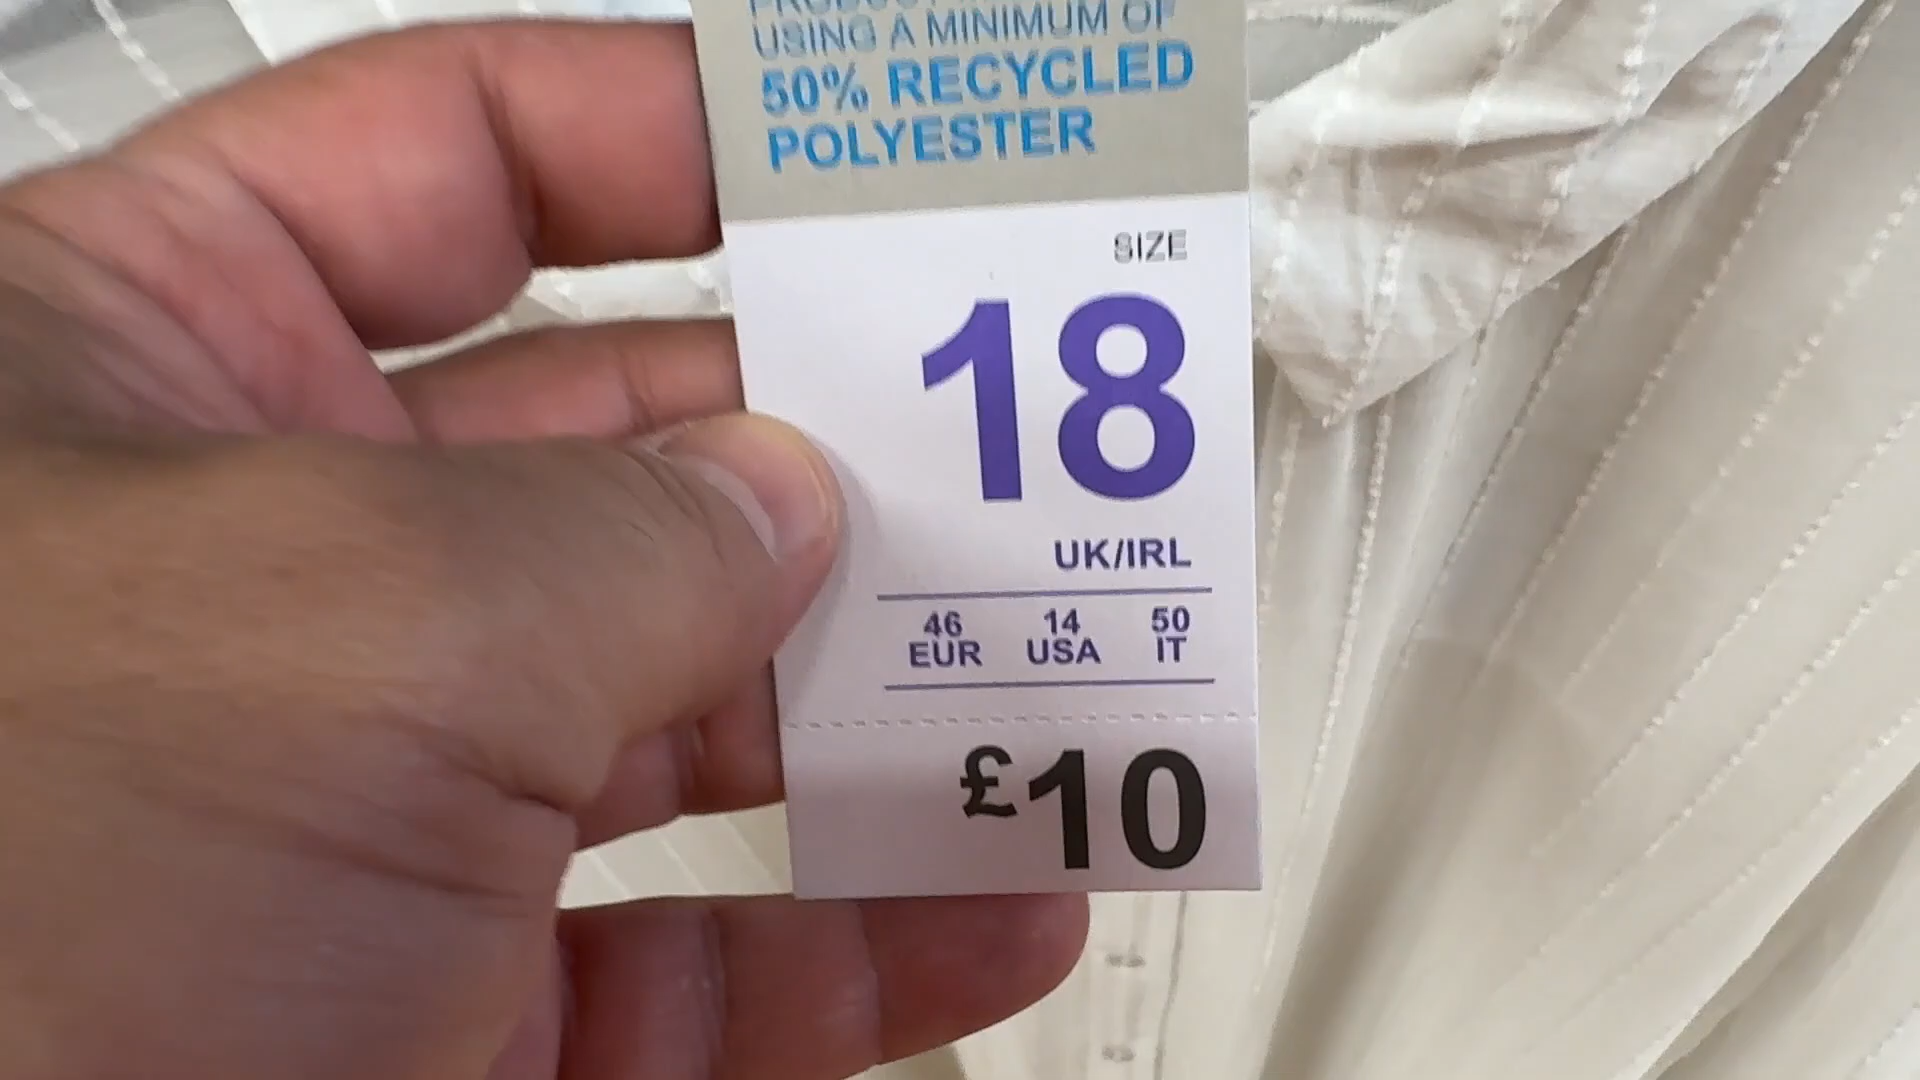 USING A MINIMUM OF
50% RECYCLED
POLYESTER
SIZE
18
UK/IRL
46 14 50
EUR USA IT
£10